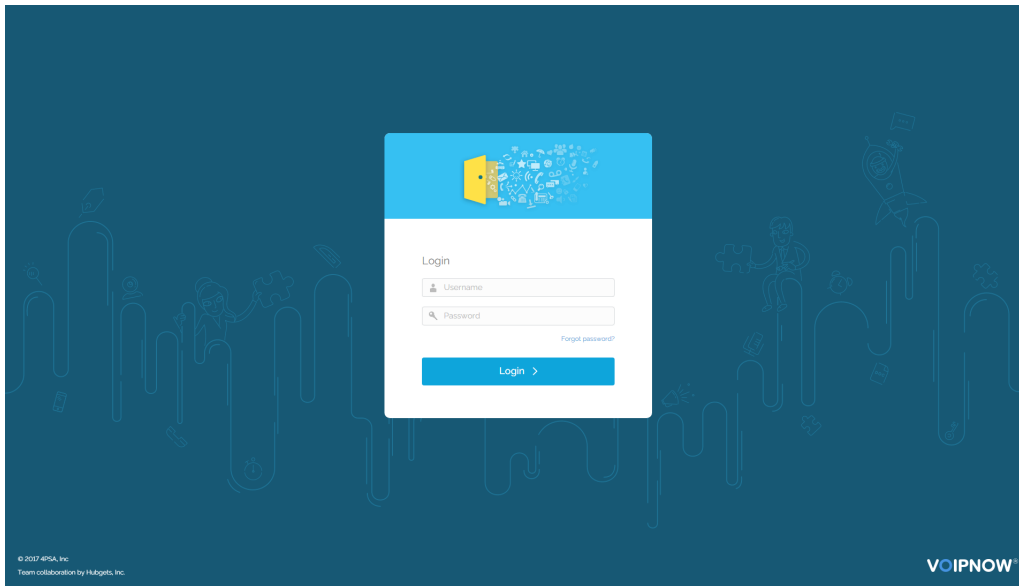 Login
Username
Password
Forgot password?
Login
© 2017 4PSA, Inc
Team collaboration by Hubgets, Inc.
VOIPNOW®